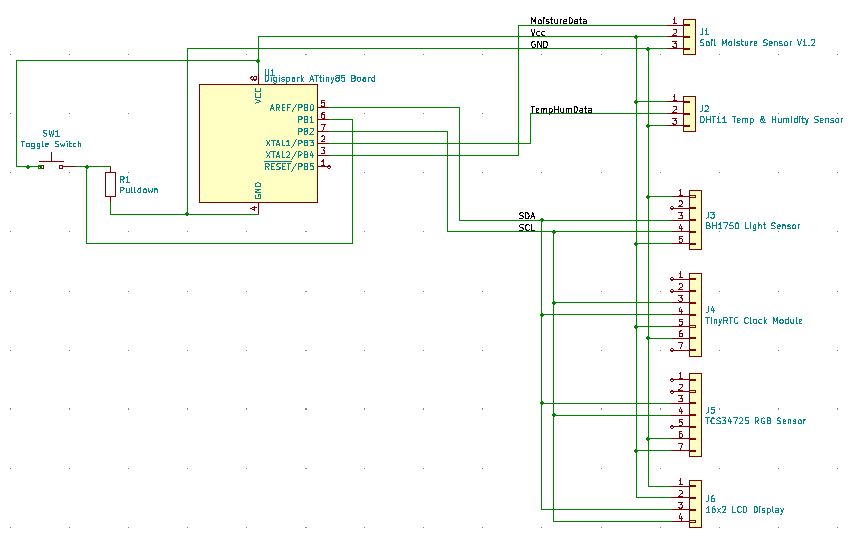 MoistureData
Vcc
GND
1
2
3
J1
Soil Moisture Sensor V1.2
U1
Digispark ATtiny85 Board
8
VCC
AREF/PB0
5
PB1
6
PB2
7
XTAL1/PB3
2
XTAL2/PB4
3
RESET/PB5
1
GND
4
SW1
Toggle Switch
R1
Pulldown
TempHumData
1
2
3
J2
DHT11 Temp & Humidity Sensor
SDA
SCL
1
2
3
4
5
J3
BH1750 Light Sensor
1
2
3
4
5
6
7
J4
TinyRTC Clock Module
1
2
3
4
5
6
7
J5
TCS34725 RGB Sensor
1
2
3
4
J6
16x2 LCD Display